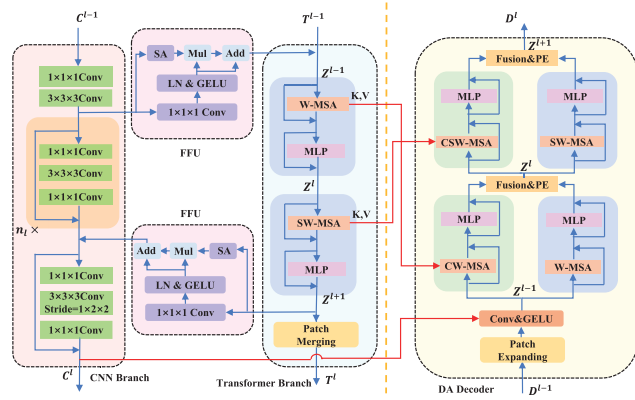 C^{l-1}
1×1×1Conv
3×3×3Conv
1×1×1Conv
3×3×3Conv
1×1×1Conv
n_l ×
1×1×1Conv
3×3×3Conv
Stride=1×2×2
1×1×1Conv
C^l
CNN Branch
SA
Mul
Add
LN & GELU
1×1×1 Conv
FFU
FFU
Add
Mul
SA
LN & GELU
1×1×1 Conv
T^{l-1}
Z^{l-1}
W-MSA
K,V
MLP
Z^l
SW-MSA
K,V
MLP
Z^{l+1}
Patch
Merging
Transformer Branch
T^l
D^l
Z^{l+1}
Fusion&PE
MLP
MLP
CSW-MSA
SW-MSA
Z^l
Fusion&PE
MLP
MLP
CW-MSA
W-MSA
Z^{l-1}
Conv&GELU
Patch
Expanding
DA Decoder
D^{l-1}